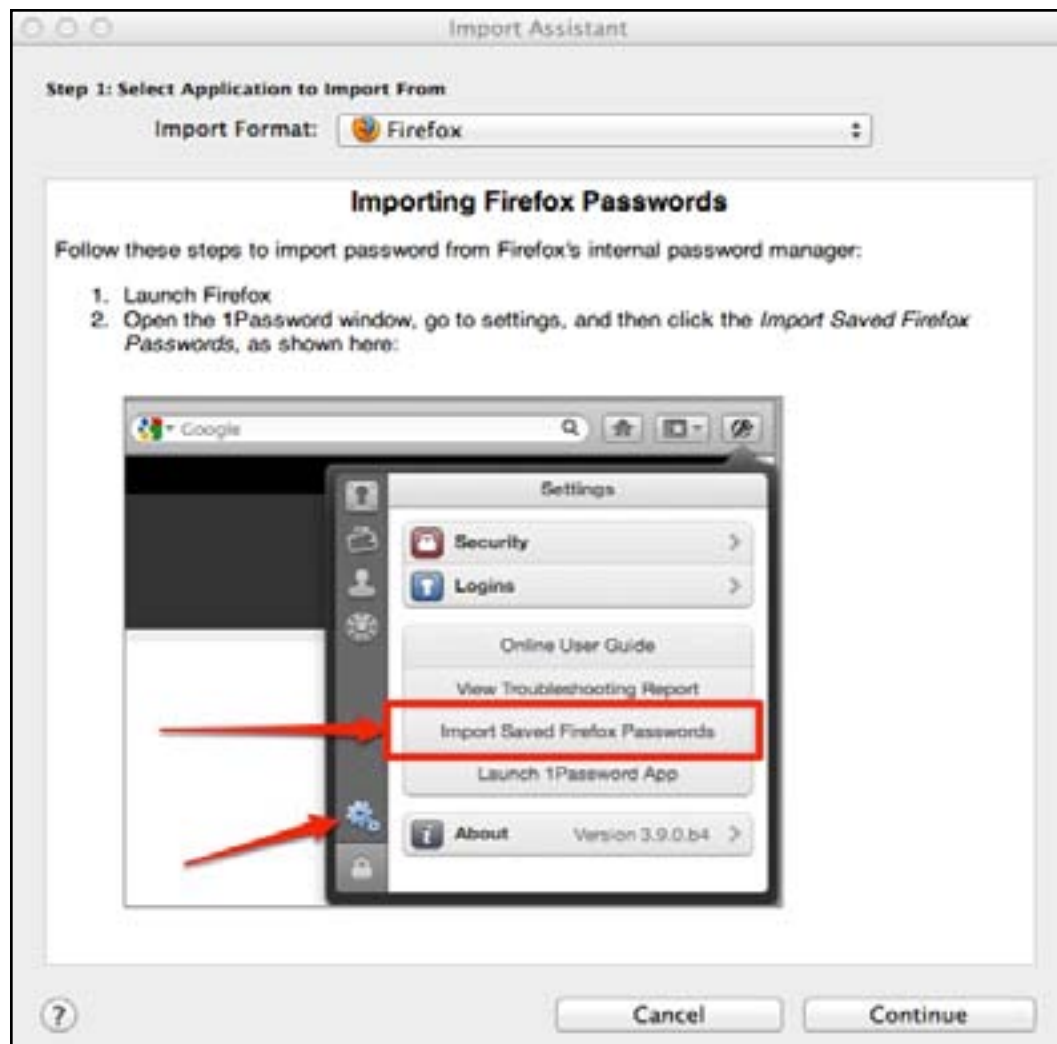 Import Assistant
Step 1: Select Application to Import From
Import Format: Firefox
Importing Firefox Passwords
Follow these steps to import password from Firefox's internal password manager:
1. Launch Firefox
2. Open the 1Password window, go to settings, and then click the Import Saved Firefox
Passwords, as shown here:
Google
Settings
Security
Logins
Online User Guide
View Troubleshooting Report
Import Saved Firefox Passwords
Launch 1Password App
About Version 3.9.0.b4
? Cancel Continue